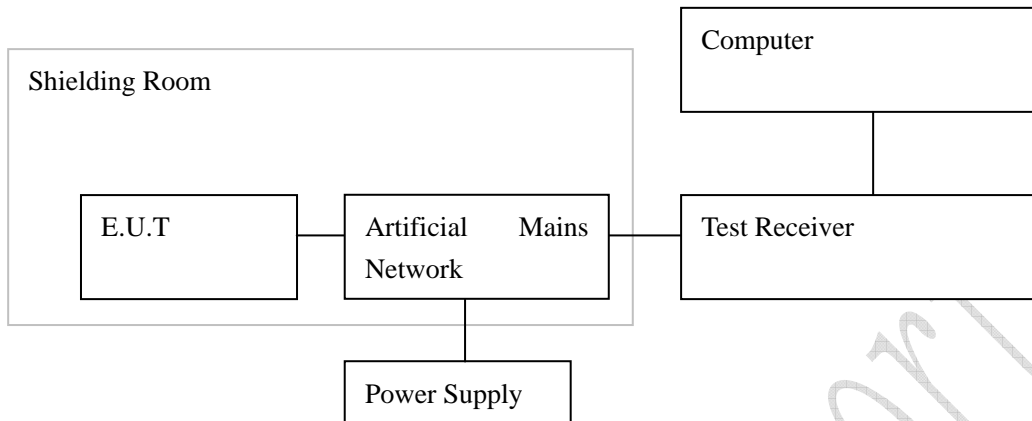 Computer
Shielding Room
E.U.T
Artificial Mains
Network
Test Receiver
Power Supply